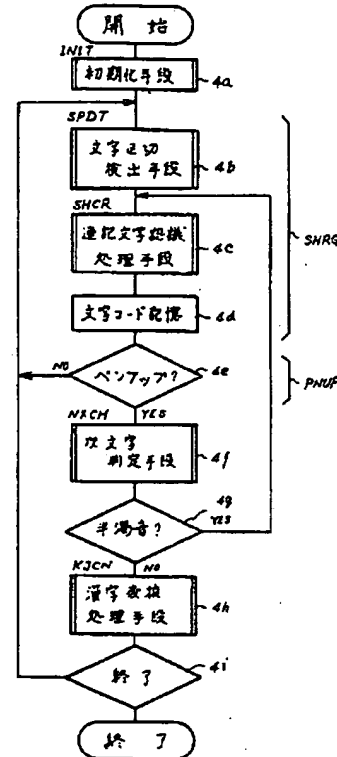 開始
INIT
初期化手段
4a
SPDT
文字区切
検出手段
4b
SHCR
速記文字認識
処理手段
4c
SHRG
文字コード記憶
4d
NO
ペンアップ?
4e
PNUP
NXCH
YES
次文字
判定手段
4f
半濁音?
4g
YES
KJCN
NO
漢字変換
処理手段
4h
終了
4i
終了